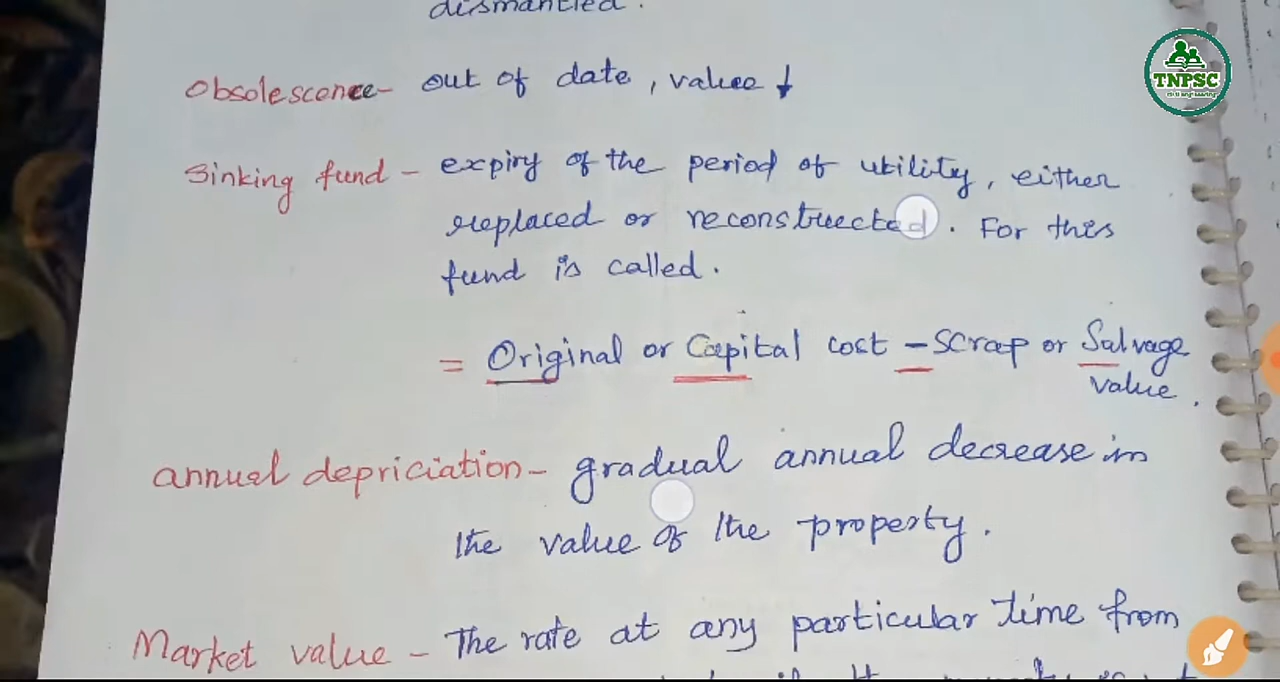 dismantled.
TNPSC
Obsolescence - out of date, value ↓
Sinking fund - expiry of the period of utility, either
replaced or reconstructed. For this
fund is called.
= Original or Capital cost - Scrap or Salvage
value.
annual depriciation - gradual annual decrease in
the value of the property.
Market value - The rate at any particular time from